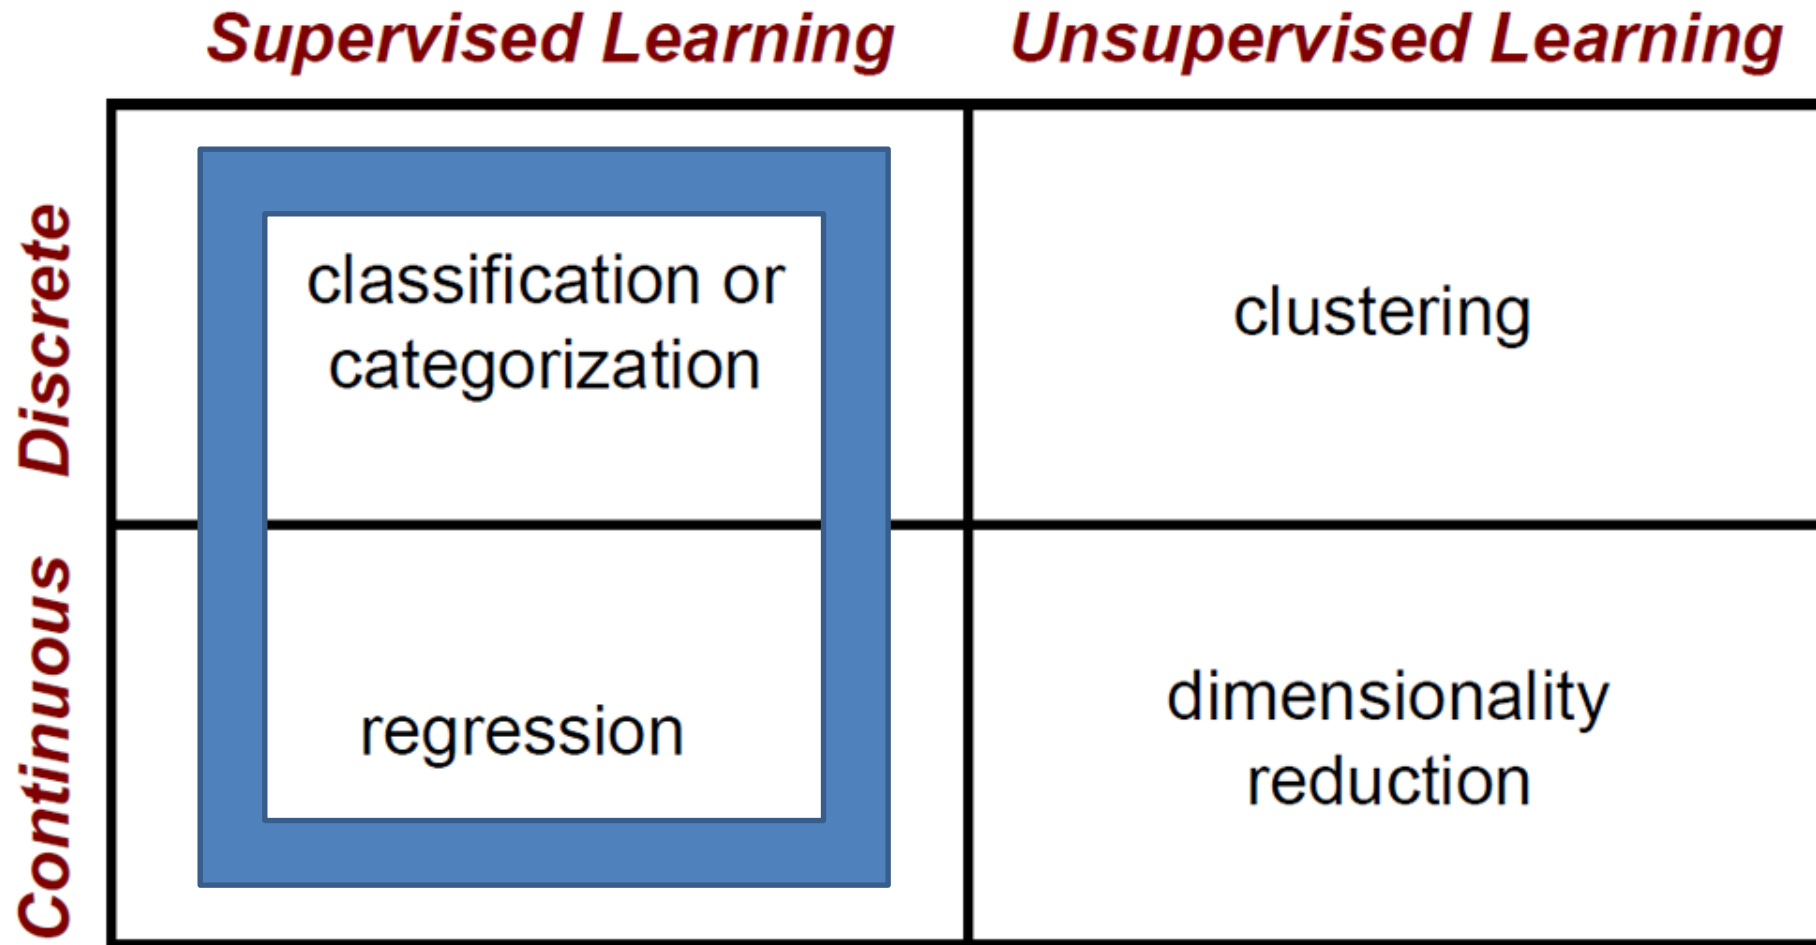 Supervised Learning
Unsupervised Learning
Discrete
classification or
categorization
clustering
Continuous
regression
dimensionality
reduction